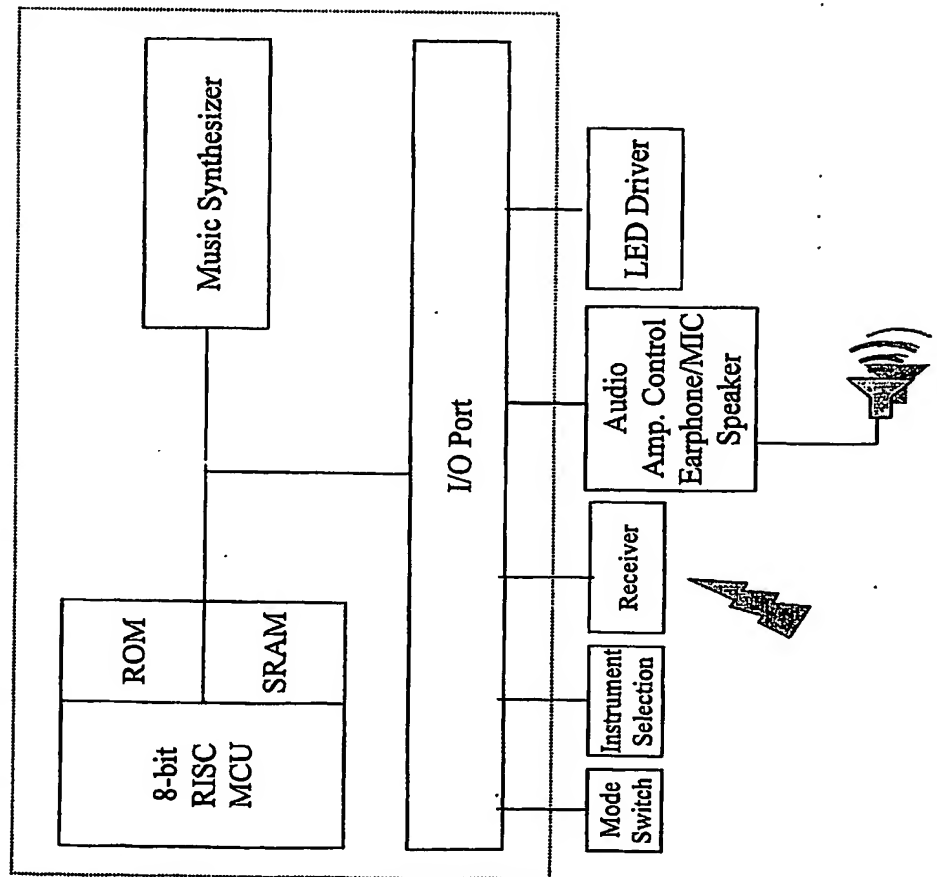 8-bit
RISC
MCU
ROM
SRAM
Music Synthesizer
I/O Port
Mode
Switch
Instrument
Selection
Receiver
Audio
Amp. Control
Earphone/MIC
Speaker
LED Driver